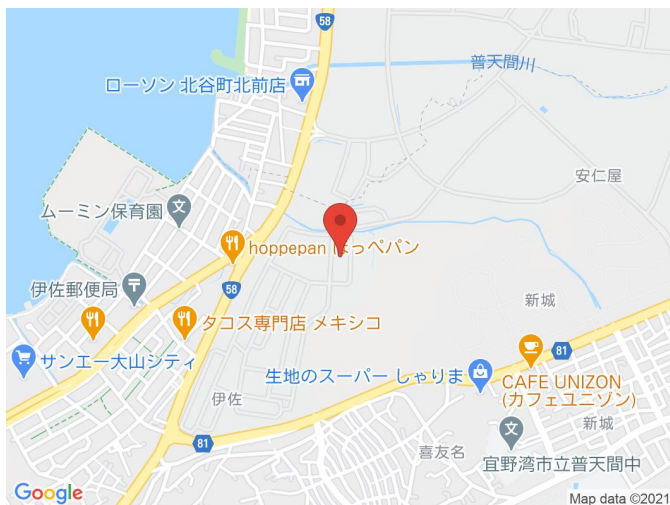 58
ローソン 北谷町北前店
普天間川
安仁屋
ムーミン保育園
文
hoppepan ほっぺパン
伊佐郵便局
58
新城
タコス専門店 メキシコ
サンエー大山シティ
81
生地のスーパー しゃりま
CAFE UNIZON
(カフェユニゾン)
伊佐
新城
文
喜友名
81
宜野湾市立普天間中
Google
Map data ©2021